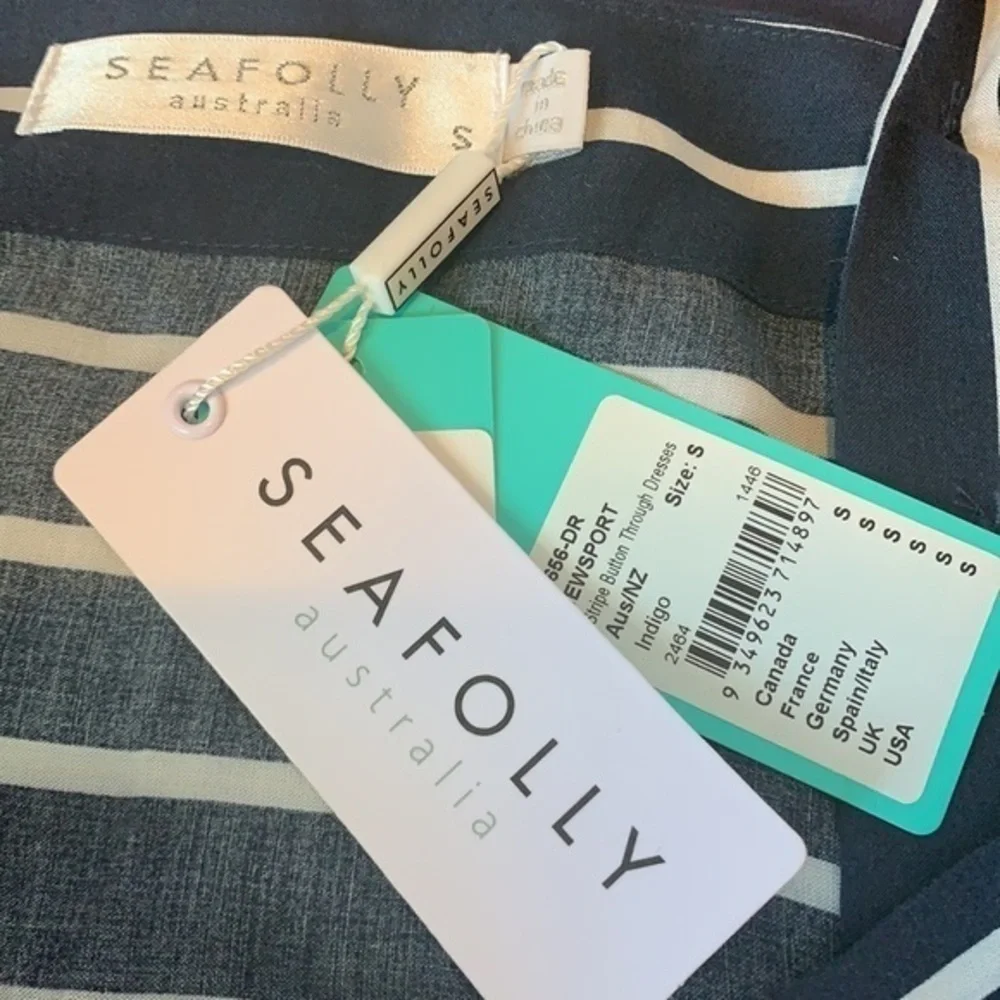 SEAFOLLY
australia
S
made
in
china
SEAFOLLY
SEAFOLLY
australia
656-DR
EWSPORT
Stripe Button Through Dresses
Aus/NZ Size: S
Indigo
2464 1446
9 349623 714897
Canada S
France S
Germany S
Spain/Italy S
UK S
USA S